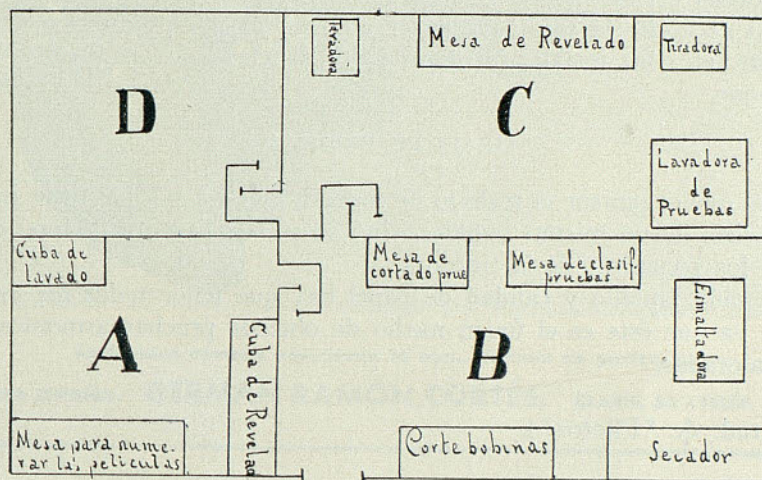 D
Tiradora
Mesa de Revelado
Tiradora
C
Lavadora
de
Pruebas
Cuba de
lavado
Mesa de
cortado prue
Mesa de clasif.
pruebas
Esmaltadora
A
Cuba de Revelad
B
Mesa para nume-
rar las peliculas
Corte bobinas
Secador